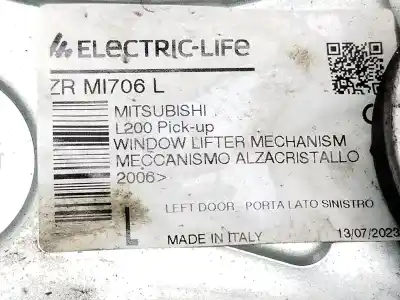 ELECTRIC-LIFE
ZR MI706 L
MITSUBISHI
L200 Pick-up
WINDOW LIFTER MECHANISM
MECCANISMO ALZACRISTALLO
2006>
LEFT DOOR PORTA LATO SINISTRO
L
MADE IN ITALY
13/07/2023